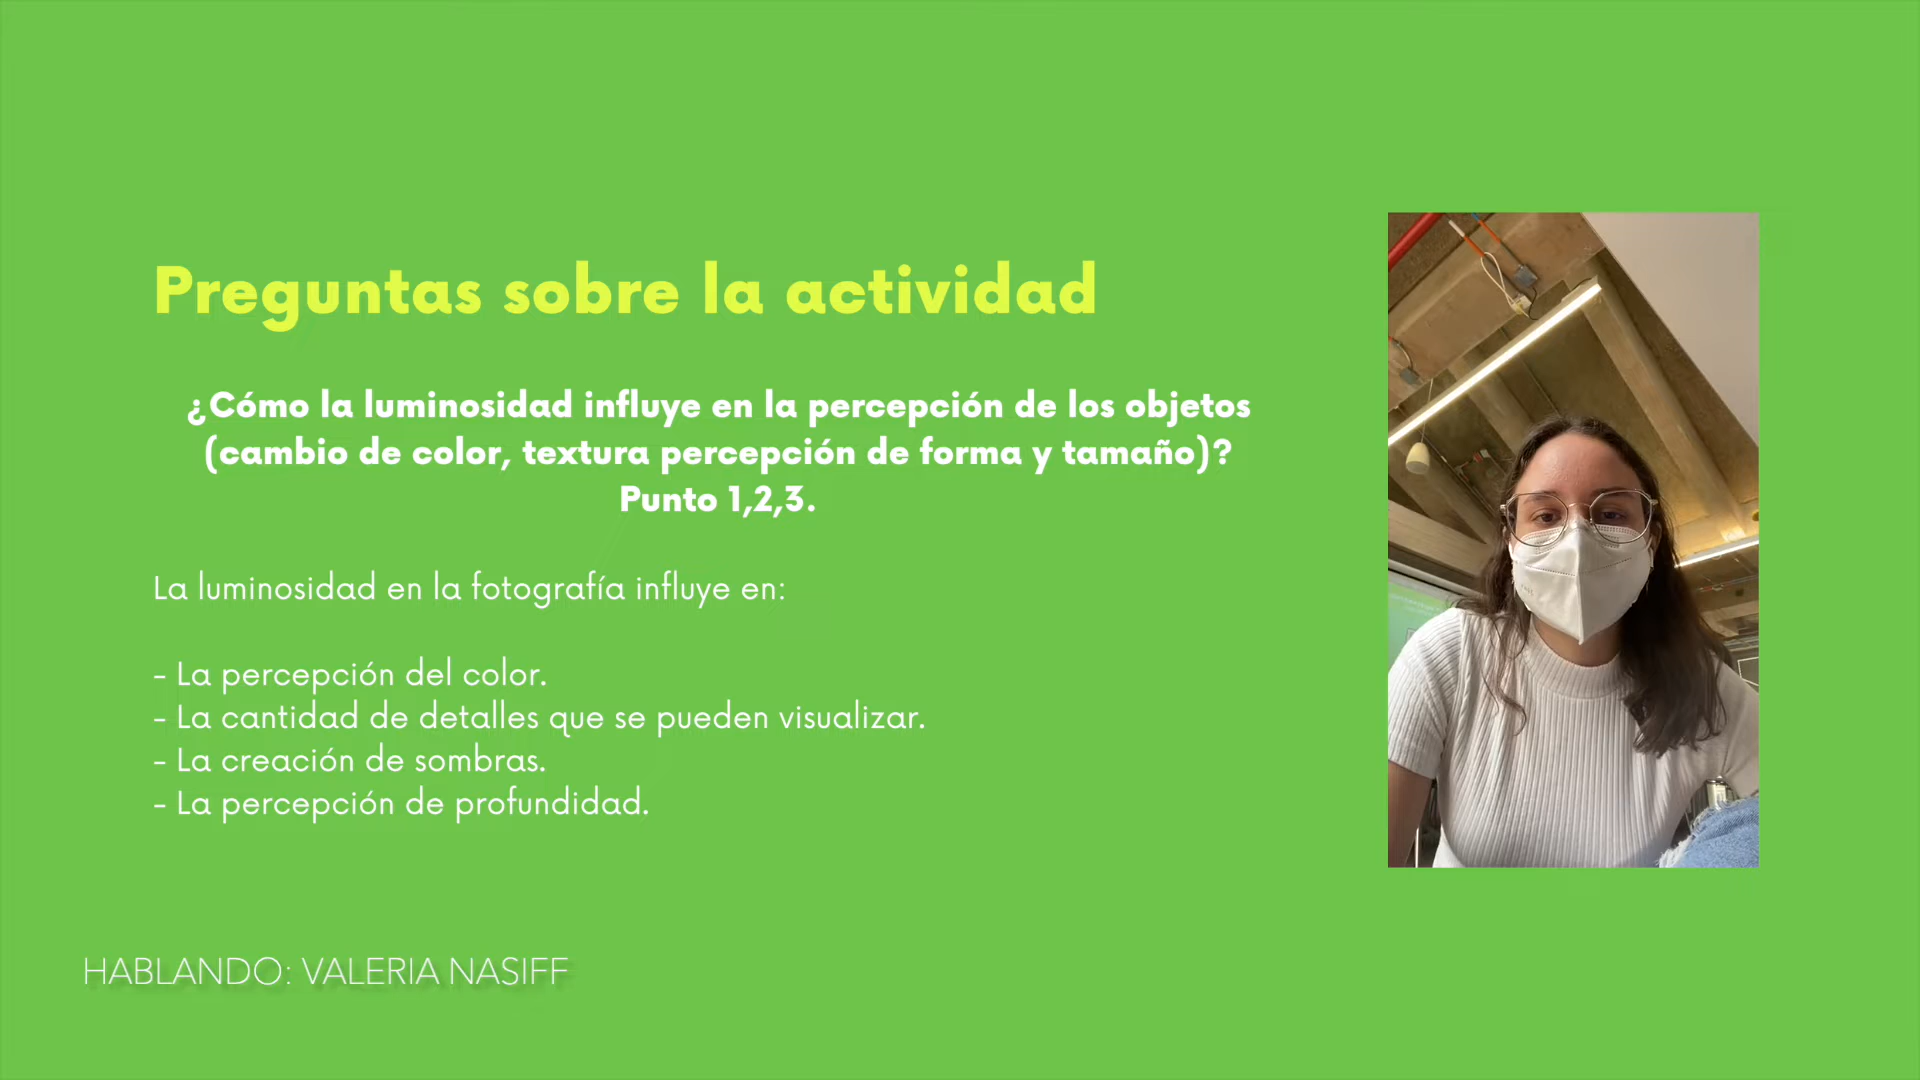 Preguntas sobre la actividad
¿Cómo la luminosidad influye en la percepción de los objetos
(cambio de color, textura percepción de forma y tamaño)?
Punto 1,2,3.
La luminosidad en la fotografía influye en:
- La percepción del color.
- La cantidad de detalles que se pueden visualizar.
- La creación de sombras.
- La percepción de profundidad.
HABLANDO: VALERIA NASIFF